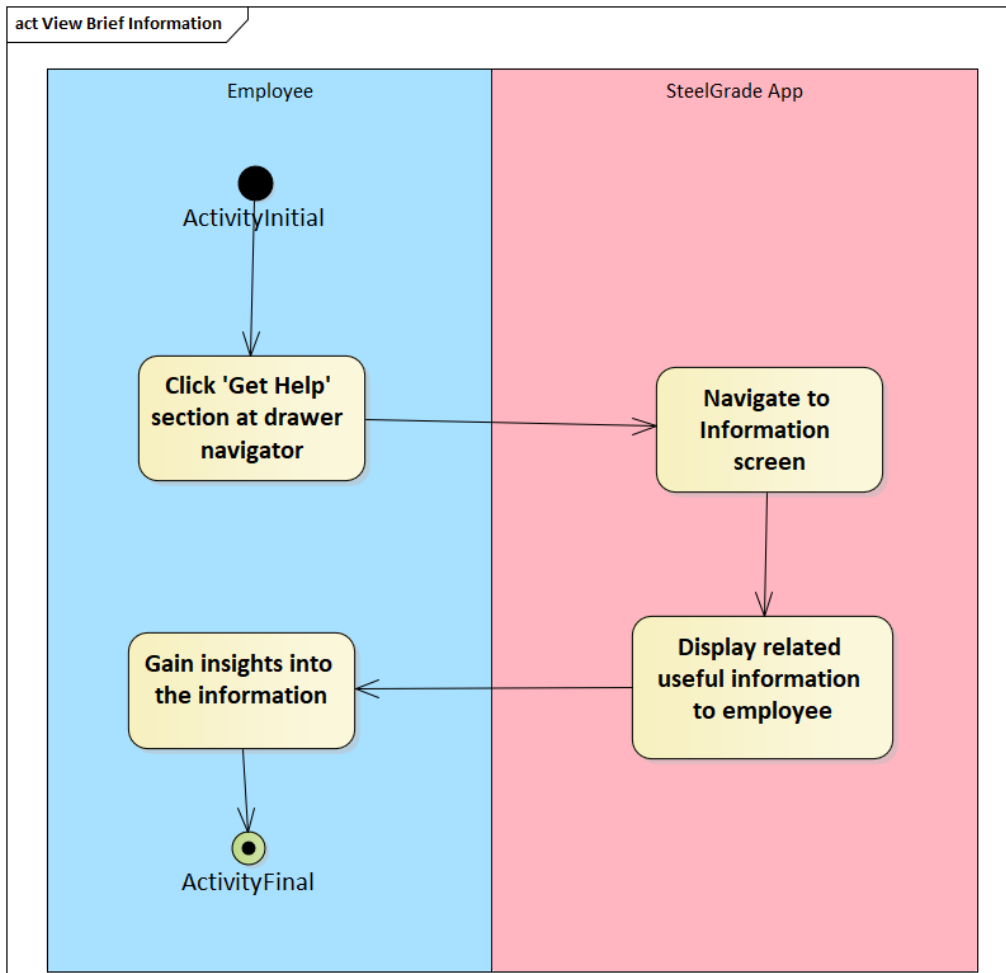 act View Brief Information
Employee
SteelGrade App
ActivityInitial
Click 'Get Help'
section at drawer
navigator
Navigate to
Information
screen
Display related
useful information
to employee
Gain insights into
the information
ActivityFinal